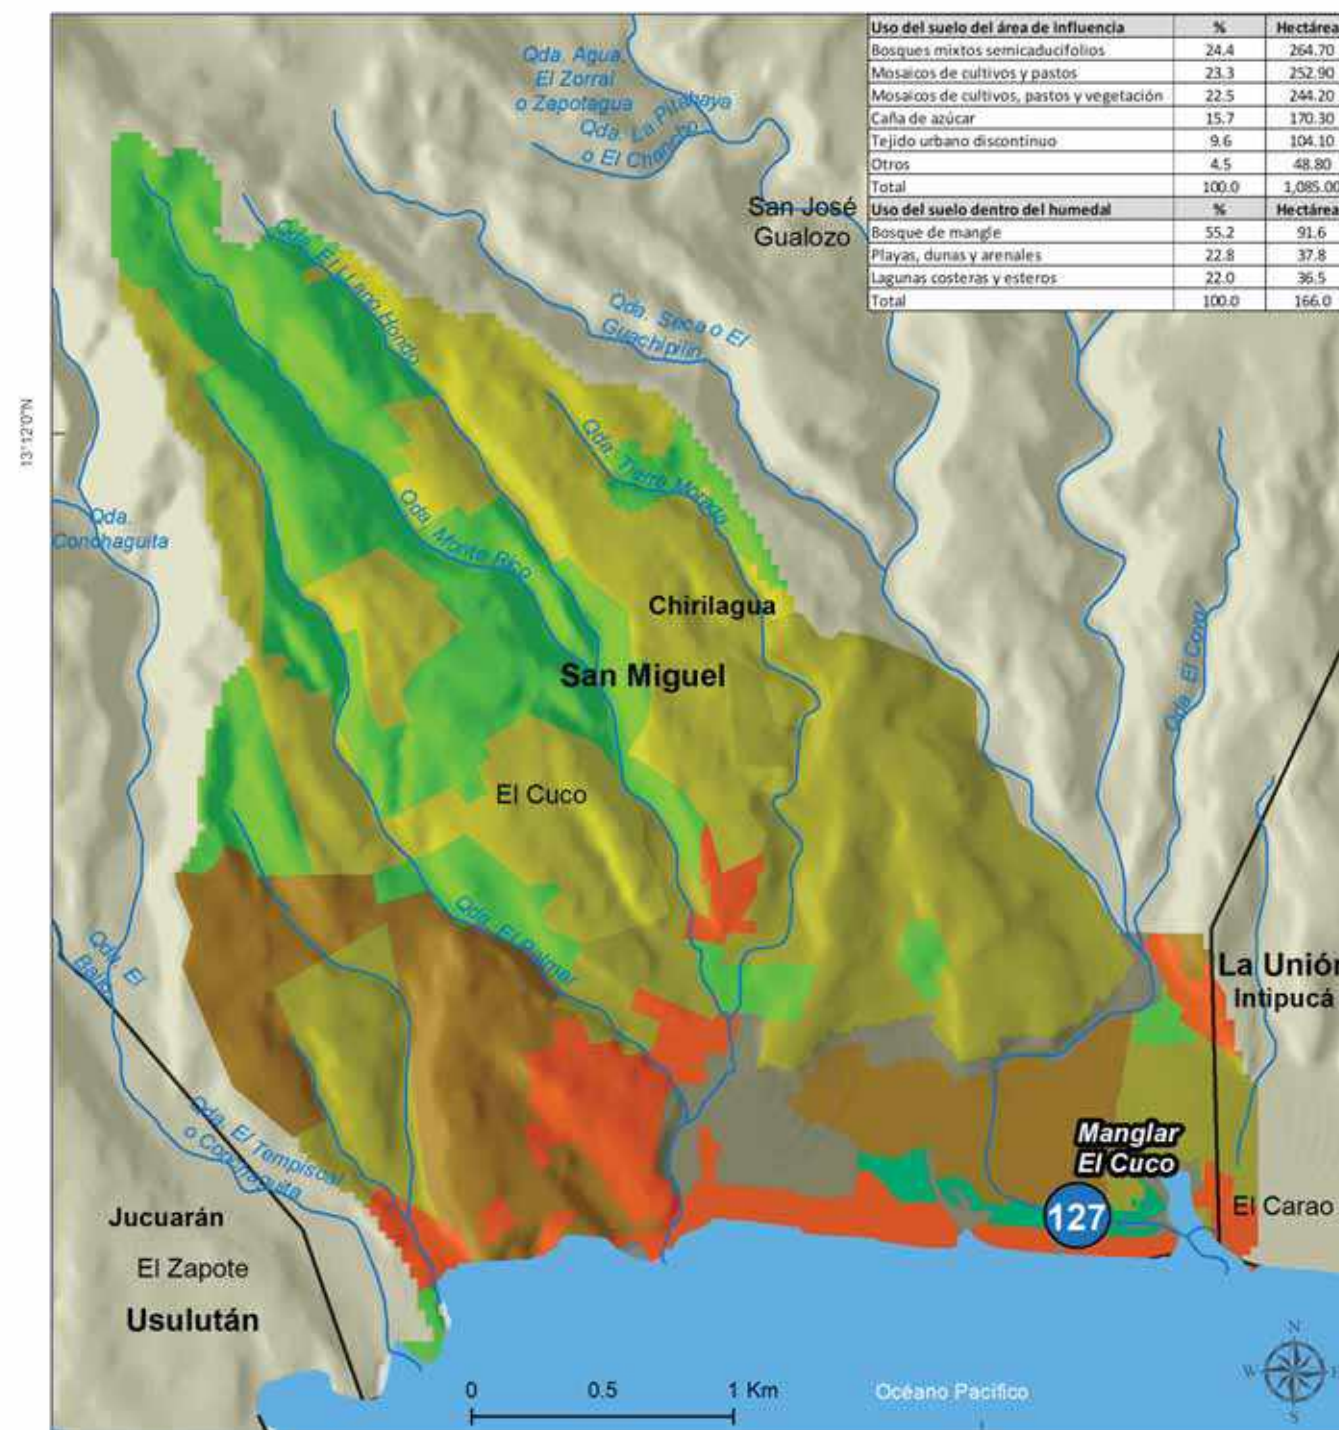 Uso del suelo del área de influencia % Hectárea
Bosques mixtos semicaducifolios 24.4 264.70
Mosaicos de cultivos y pastos 23.3 252.90
Mosaicos de cultivos, pastos y vegetación 22.5 244.20
Caña de azúcar 15.7 170.30
Tejido urbano discontinuo 9.6 104.10
Otros 4.5 48.80
Total 100.0 1,085.00
Uso del suelo dentro del humedal % Hectárea
Bosque de mangle 55.2 91.6
Playas, dunas y arenales 22.8 37.8
Lagunas costeras y esteros 22.0 36.5
Total 100.0 166.0
Qda. Agua
El Zorral
o Zapotagua
Qda. La Pitahaya
o El Chancho
San José
Gualozo
Qda. El Llano Hondo
Qda. Seca o El
Guachipilín
13°12'0"N
Qda. Tierra Morada
Qda.
Conchaguita
Qda. Monte Rico
Chirilagua
San Miguel
Qda. El Coyol
El Cuco
Qda. El Palmer
Qda. El
La Unión
Intipucá
Qda. El Tempiscal
o Conchaguita
Manglar
El Cuco
127
El Carao
Jucuarán
El Zapote
Usulután
0 0.5 1 Km
Océano Pacífico
N
W
S